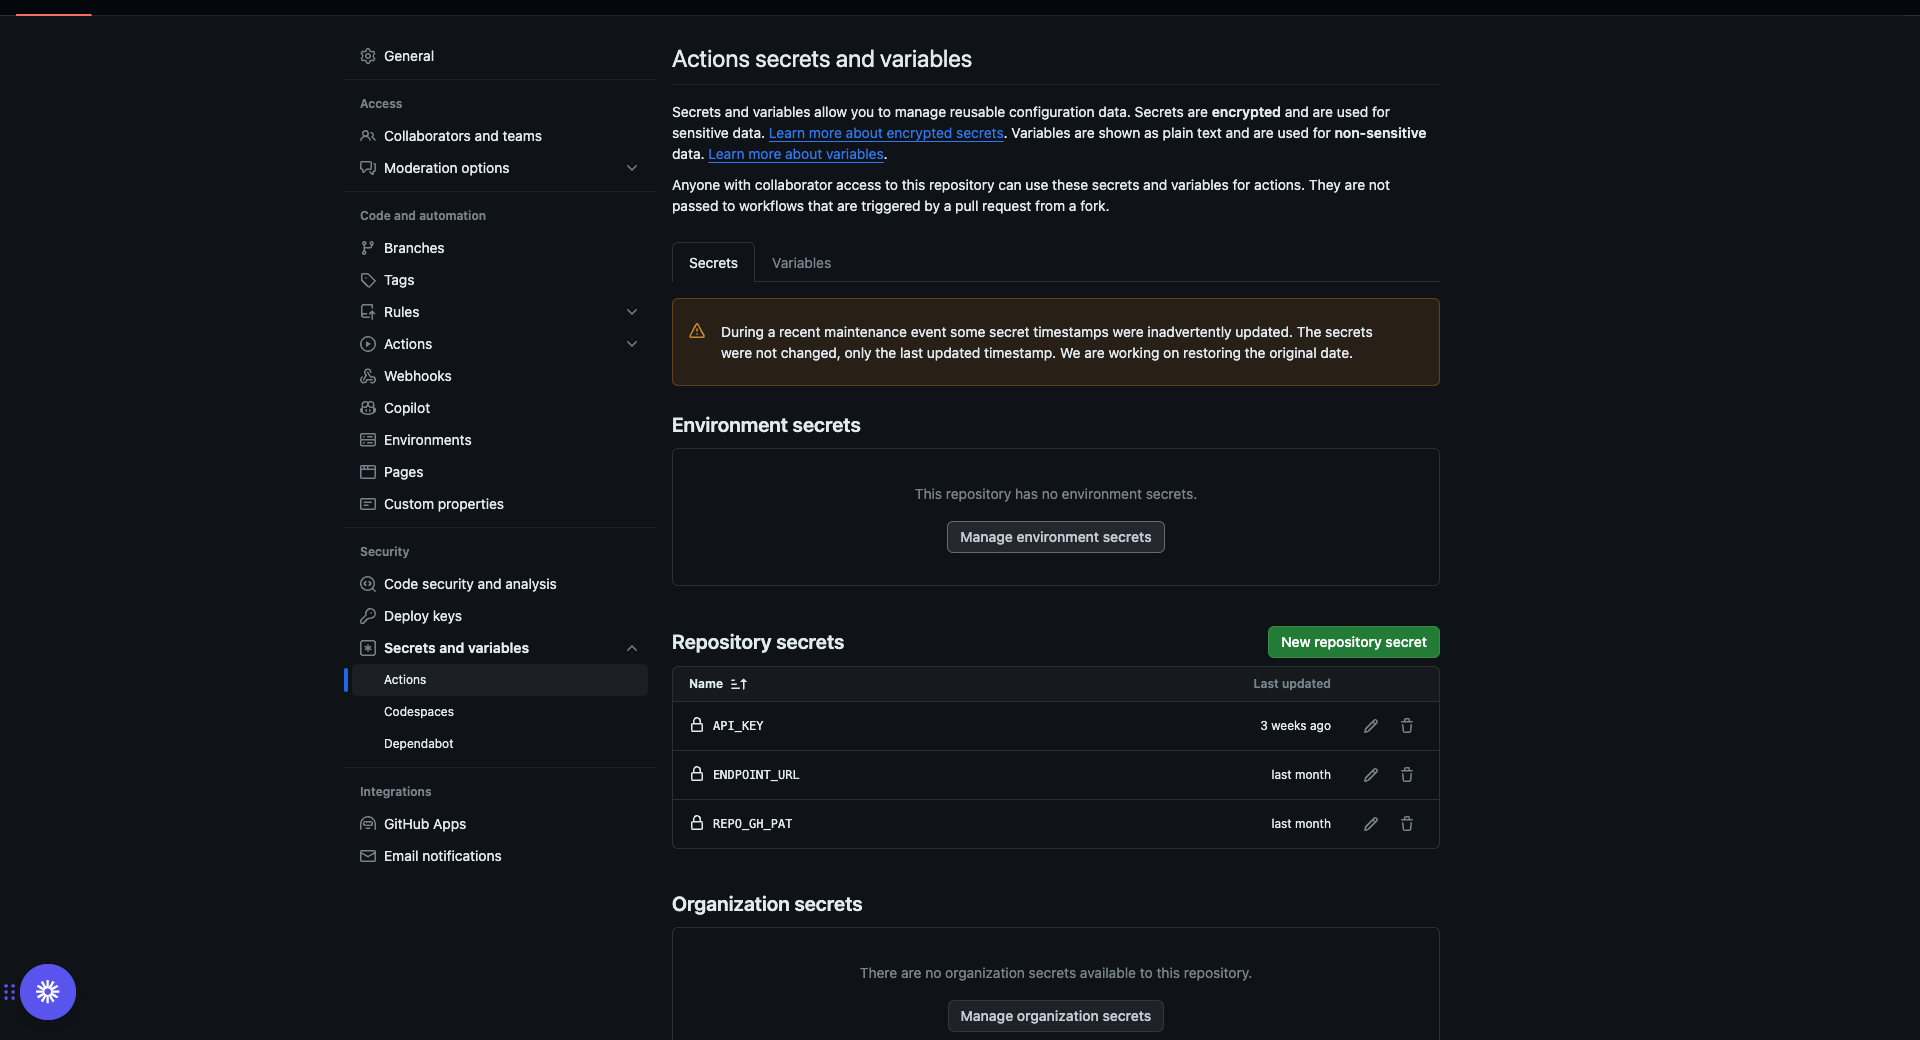 General
Access
Collaborators and teams
Moderation options
Code and automation
Branches
Tags
Rules
Actions
Webhooks
Copilot
Environments
Pages
Custom properties
Security
Code security and analysis
Deploy keys
Secrets and variables
Actions
Codespaces
Dependabot
Integrations
GitHub Apps
Email notifications
Actions secrets and variables
Secrets and variables allow you to manage reusable configuration data. Secrets are encrypted and are used for
sensitive data. Learn more about encrypted secrets. Variables are shown as plain text and are used for non-sensitive
data. Learn more about variables.
Anyone with collaborator access to this repository can use these secrets and variables for actions. They are not
passed to workflows that are triggered by a pull request from a fork.
Secrets Variables
During a recent maintenance event some secret timestamps were inadvertently updated. The secrets
were not changed, only the last updated timestamp. We are working on restoring the original date.
Environment secrets
This repository has no environment secrets.
Manage environment secrets
Repository secrets New repository secret
Name Last updated
API_KEY 3 weeks ago
ENDPOINT_URL last month
REPO_GH_PAT last month
Organization secrets
There are no organization secrets available to this repository.
Manage organization secrets